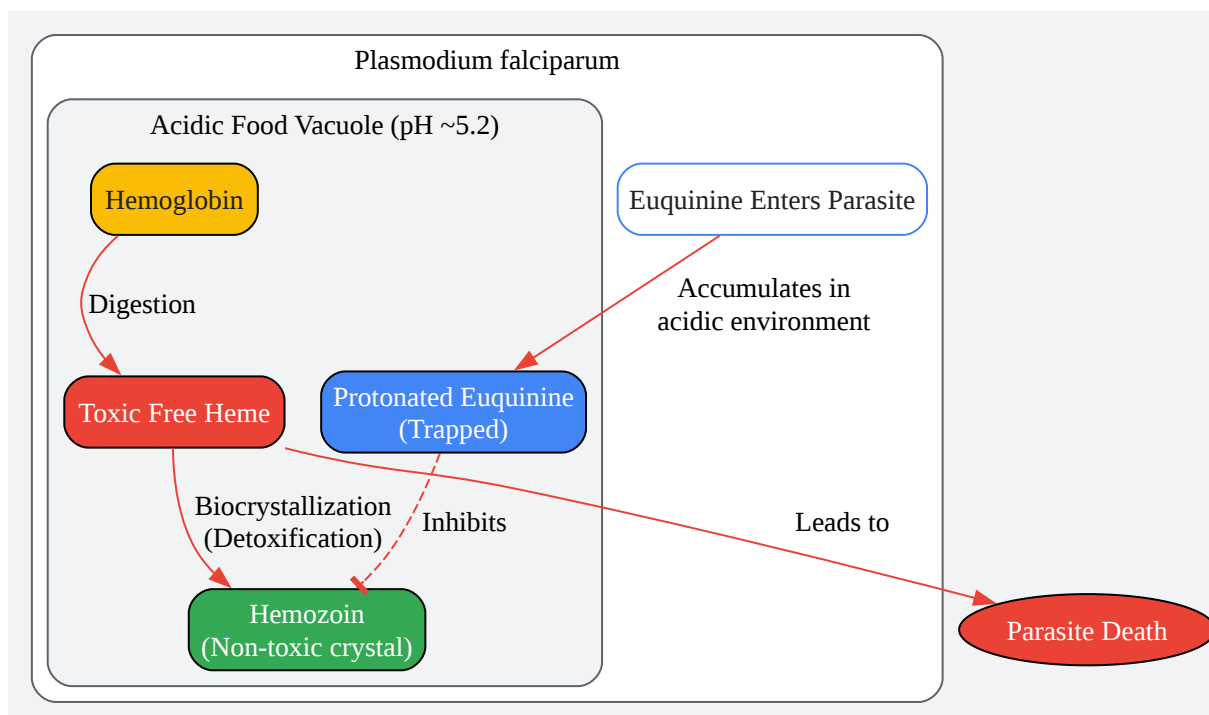 Plasmodium falciparum
Acidic Food Vacuole (pH ~5.2)
Hemoglobin
Euquinine Enters Parasite
Digestion
Accumulates in
acidic environment
Toxic Free Heme
Protonated Euquinine
(Trapped)
Biocrystallization
(Detoxification)
Inhibits
Leads to
Hemozoin
(Non-toxic crystal)
Parasite Death